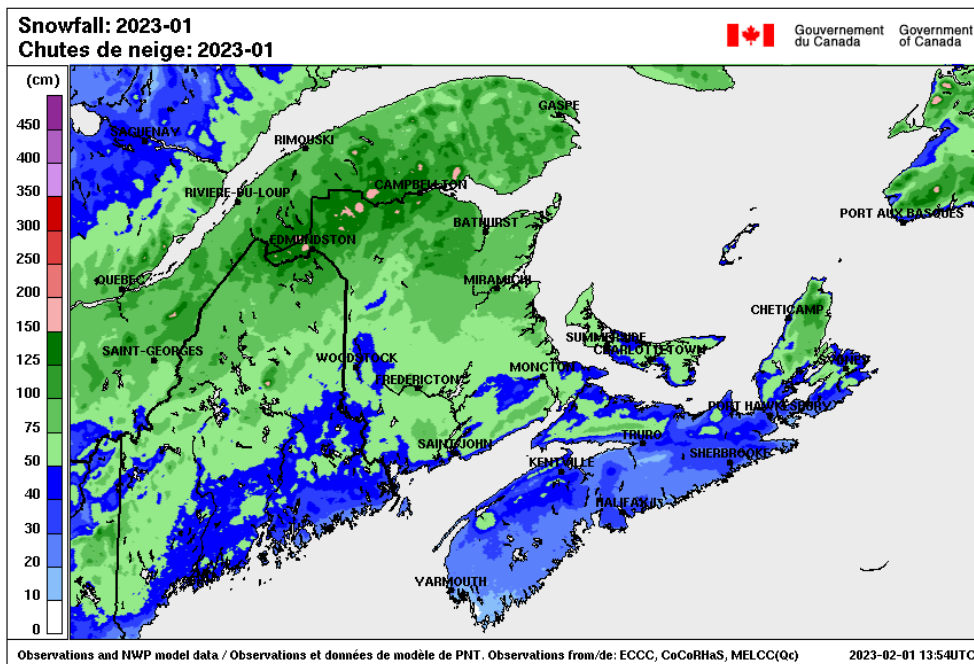 Snowfall: 2023-01
Chutes de neige: 2023-01
Gouvernement du Canada
Government of Canada
(cm)
450
400
350
300
250
200
150
125
100
75
50
40
30
20
10
0
GASPE
SAGUENAY
RIMOUSKI
CAMPBELLTON
RIVIERE-DU-LOUP
PORT AUX BASQUES
BATHURST
EDMUNDSTON
QUEBEC
MIRAMICHI
CHETICAMP
SUMMERSIDE
CHARLOTTETOWN
SAINT-GEORGES
WOODSTOCK
SYDNEY
MONCTON
FREDERICTON
PORT HAWKESBURY
TRURO
SAINT JOHN
SHERBROOKE
KENTVILLE
HALIFAX
YARMOUTH
Observations and NWP model data / Observations et données de modèle de PNT. Observations from/de: ECCC, CoCoRHaS, MELCC(Qc)
2023-02-01 13:54UTC